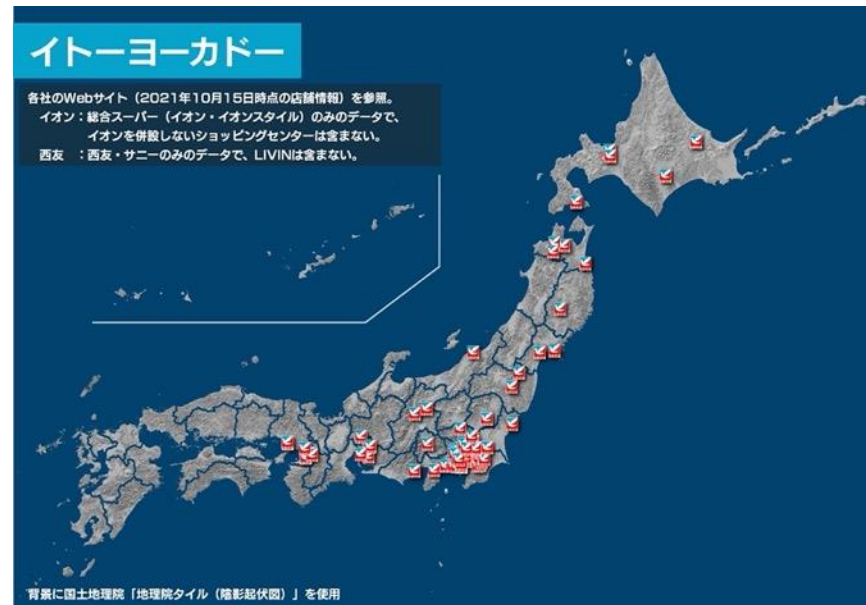 イトーヨーカドー
各社のWebサイト（2021年10月15日時点の店舗情報）を参照。
イオン：総合スーパー（イオン・イオンスタイル）のみのデータで、
イオンを併設しないショッピングセンターは含まない。
西友　：西友・サニーのみのデータで、LIVINは含まない。
背景に国土地理院「地理院タイル（陰影起伏図）」を使用